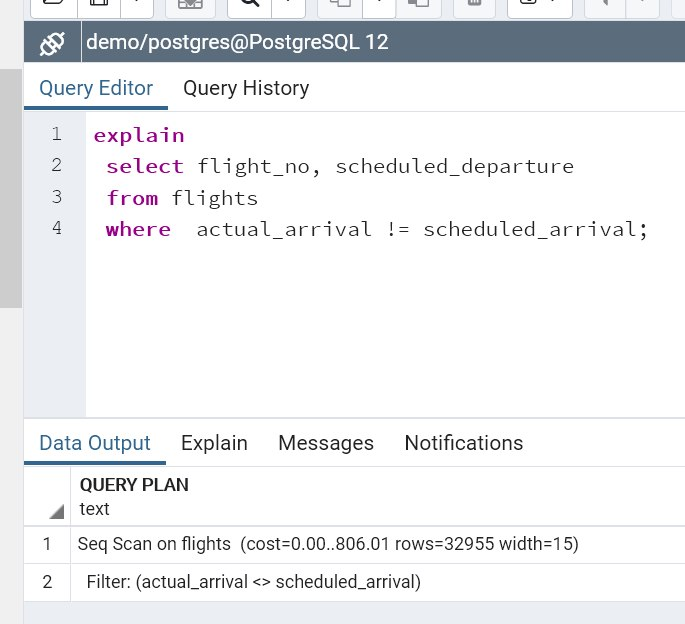 demo/postgres@PostgreSQL 12
Query Editor Query History
1 explain
2 select flight_no, scheduled_departure
3 from flights
4 where  actual_arrival != scheduled_arrival;
Data Output Explain Messages Notifications
QUERY PLAN
text
1 Seq Scan on flights  (cost=0.00..806.01 rows=32955 width=15)
2 Filter: (actual_arrival <> scheduled_arrival)